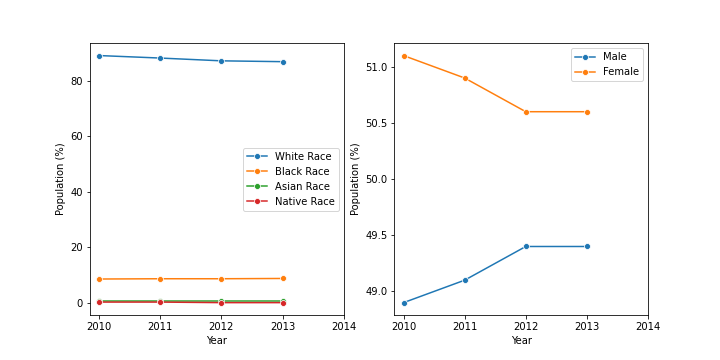 80
60
40
20
0
Population (%)
2010 2011 2012 2013 2014
Year
White Race
Black Race
Asian Race
Native Race
51.0
50.5
50.0
49.5
49.0
Population (%)
2010 2011 2012 2013 2014
Year
Male
Female